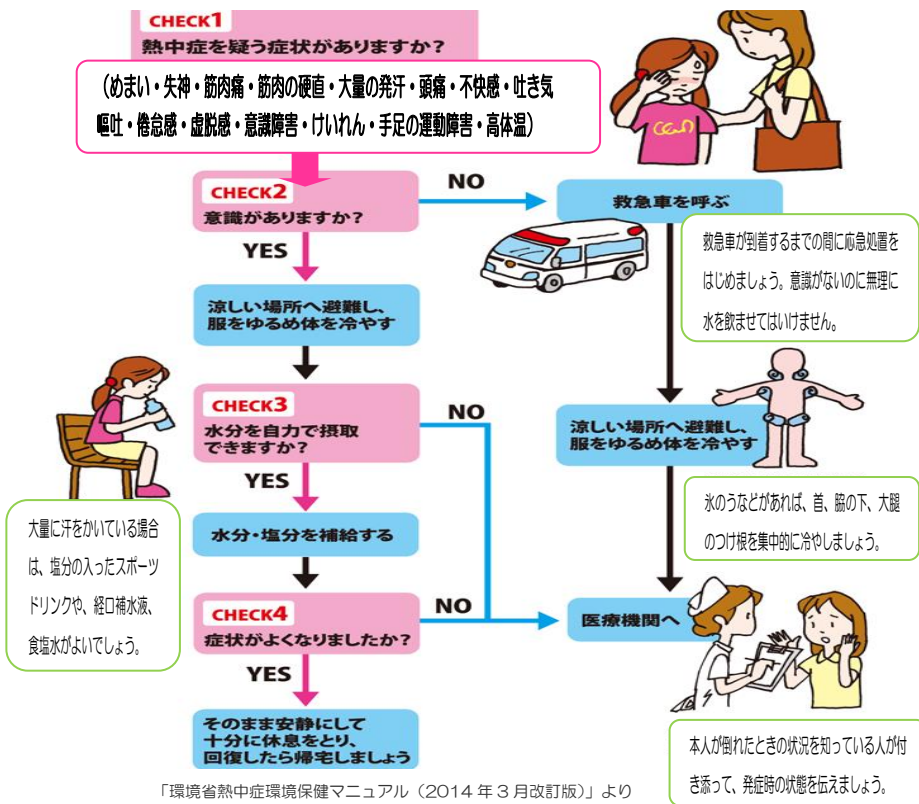 CHECK1
熱中症を疑う症状がありますか？
（めまい・失神・筋肉痛・筋肉の硬直・大量の発汗・頭痛・不快感・吐き気
嘔吐・倦怠感・虚脱感・意識障害・けいれん・手足の運動障害・高体温）
CHECK2
意識がありますか？
NO
救急車を呼ぶ
救急車が到着するまでの間に応急処置を
はじめましょう。意識がないのに無理に
水を飲ませてはいけません。
YES
涼しい場所へ避難し、
服をゆるめ体を冷やす
CHECK3
水分を自力で摂取
できますか？
NO
涼しい場所へ避難し、
服をゆるめ体を冷やす
氷のうなどがあれば、首、脇の下、大腿
のつけ根を集中的に冷やしましょう。
YES
大量に汗をかいている場合
は、塩分の入ったスポーツ
ドリンクや、経口補水液、
食塩水がよいでしょう。
水分・塩分を補給する
CHECK4
症状がよくなりましたか？
NO
医療機関へ
YES
そのまま安静にして
十分に休息をとり、
回復したら帰宅しましょう
本人が倒れたときの状況を知っている人が付
き添って、発症時の状態を伝えましょう。
「環境省熱中症環境保健マニュアル（2014年3月改訂版）」より